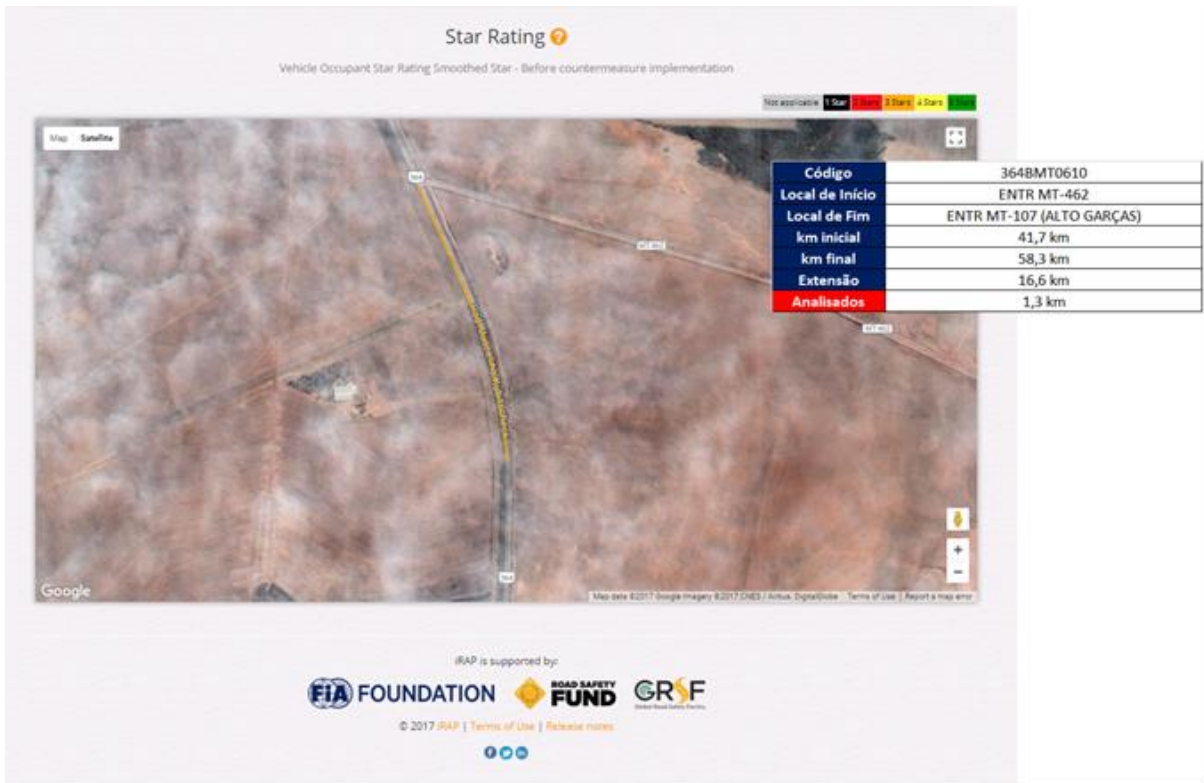 Star Rating ?
Vehicle Occupant Star Rating Smoothed Star - Before countermeasure implementation
Not applicable 1 Star 2 Stars 3 Stars 4 Stars 5 Stars
Map Satellite
364
MT-462
MT-462
364
Código 364BMT0610
Local de Início ENTR MT-462
Local de Fim ENTR MT-107 (ALTO GARÇAS)
km inicial 41,7 km
km final 58,3 km
Extensão 16,6 km
Analisados 1,3 km
+
−
Google
Map data ©2017 Google Imagery ©2017 CNES / Airbus, DigitalGlobe Terms of Use Report a map error
iRAP is supported by:
FiA FOUNDATION
ROAD SAFETY FUND
GRSF
Global Road Safety Facility
© 2017 iRAP | Terms of Use | Release notes